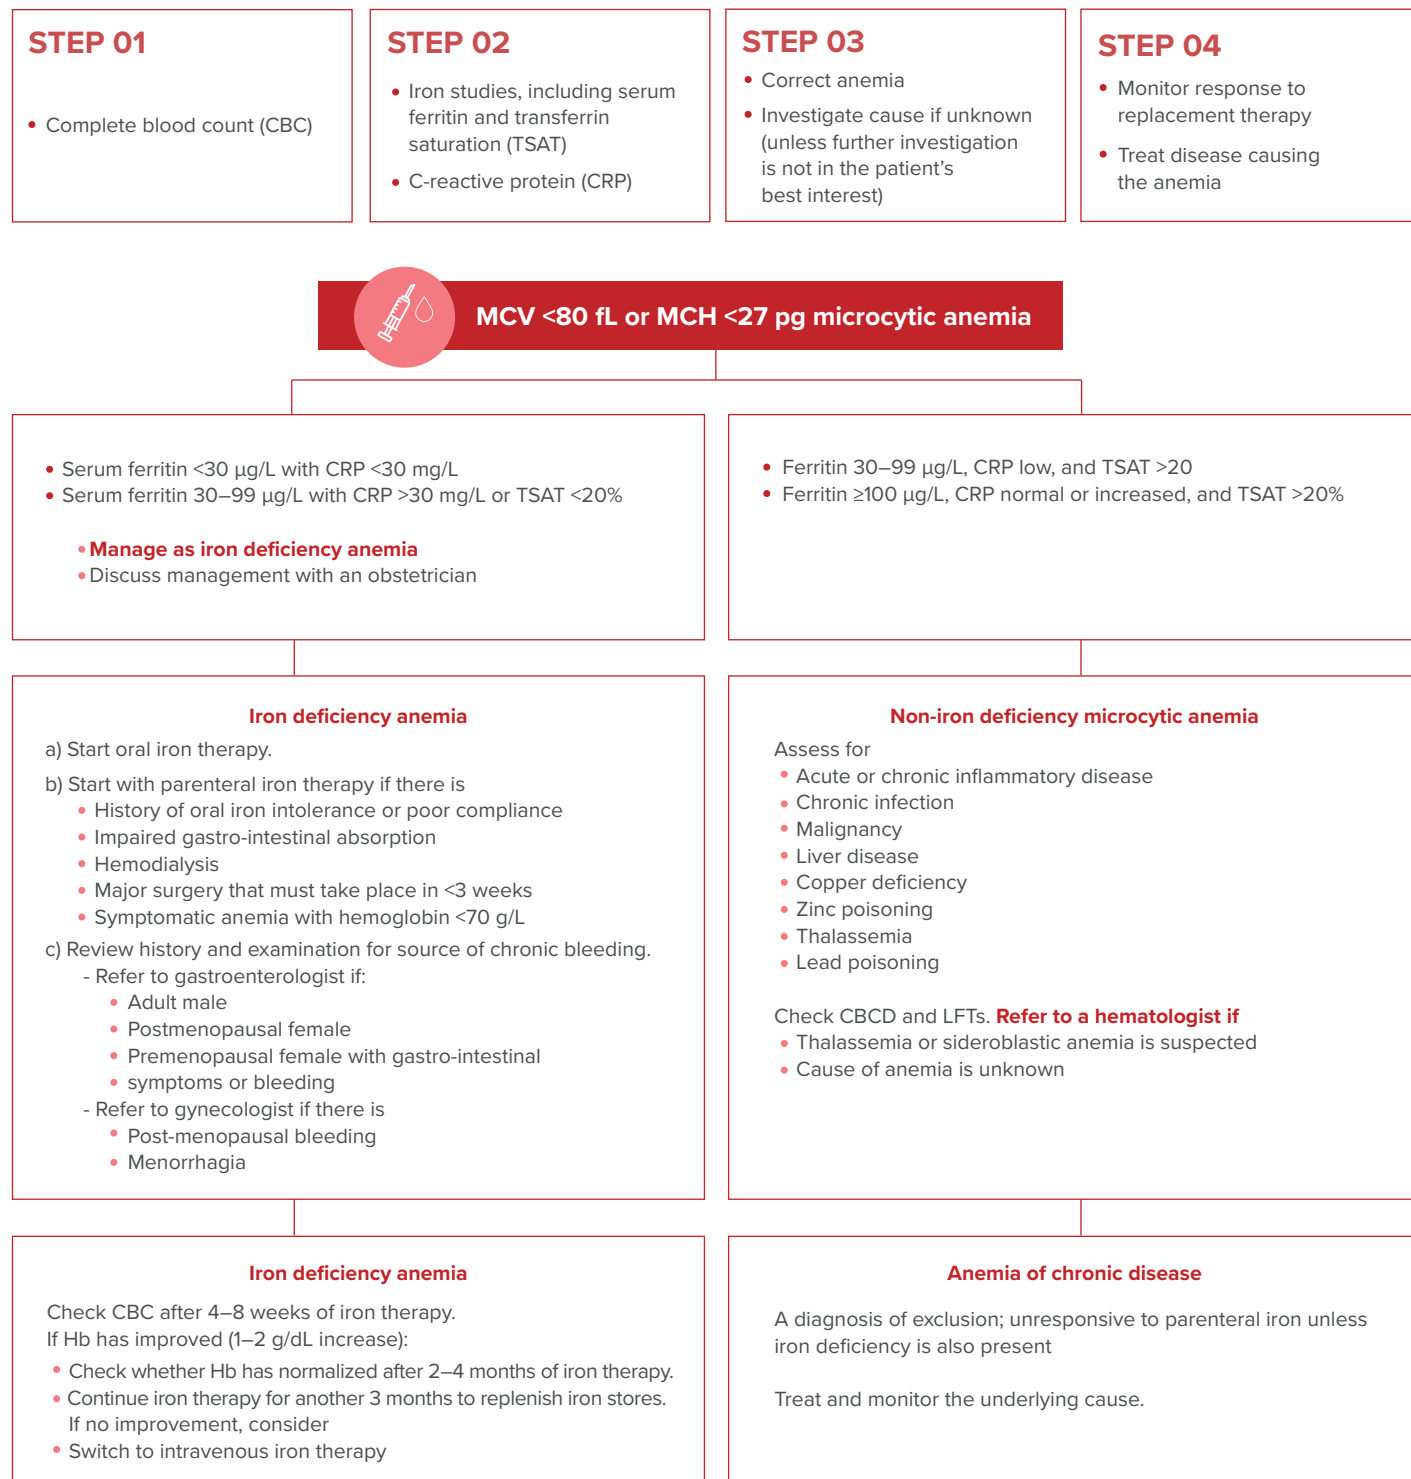 STEP 01
• Complete blood count (CBC)
STEP 02
• Iron studies, including serum
ferritin and transferrin
saturation (TSAT)
• C-reactive protein (CRP)
STEP 03
• Correct anemia
• Investigate cause if unknown
(unless further investigation
is not in the patient’s
best interest)
STEP 04
• Monitor response to
replacement therapy
• Treat disease causing
the anemia
MCV <80 fL or MCH <27 pg microcytic anemia
• Serum ferritin <30 µg/L with CRP <30 mg/L
• Serum ferritin 30–99 µg/L with CRP >30 mg/L or TSAT <20%
• Manage as iron deficiency anemia
• Discuss management with an obstetrician
• Ferritin 30–99 µg/L, CRP low, and TSAT >20
• Ferritin ≥100 µg/L, CRP normal or increased, and TSAT >20%
Iron deficiency anemia
a) Start oral iron therapy.
b) Start with parenteral iron therapy if there is
• History of oral iron intolerance or poor compliance
• Impaired gastro-intestinal absorption
• Hemodialysis
• Major surgery that must take place in <3 weeks
• Symptomatic anemia with hemoglobin <70 g/L
c) Review history and examination for source of chronic bleeding.
- Refer to gastroenterologist if:
• Adult male
• Postmenopausal female
• Premenopausal female with gastro-intestinal
• symptoms or bleeding
- Refer to gynecologist if there is
• Post-menopausal bleeding
• Menorrhagia
Non-iron deficiency microcytic anemia
Assess for
• Acute or chronic inflammatory disease
• Chronic infection
• Malignancy
• Liver disease
• Copper deficiency
• Zinc poisoning
• Thalassemia
• Lead poisoning
Check CBCD and LFTs. Refer to a hematologist if
• Thalassemia or sideroblastic anemia is suspected
• Cause of anemia is unknown
Iron deficiency anemia
Check CBC after 4–8 weeks of iron therapy.
If Hb has improved (1–2 g/dL increase):
• Check whether Hb has normalized after 2–4 months of iron therapy.
• Continue iron therapy for another 3 months to replenish iron stores.
If no improvement, consider
• Switch to intravenous iron therapy
Anemia of chronic disease
A diagnosis of exclusion; unresponsive to parenteral iron unless
iron deficiency is also present
Treat and monitor the underlying cause.